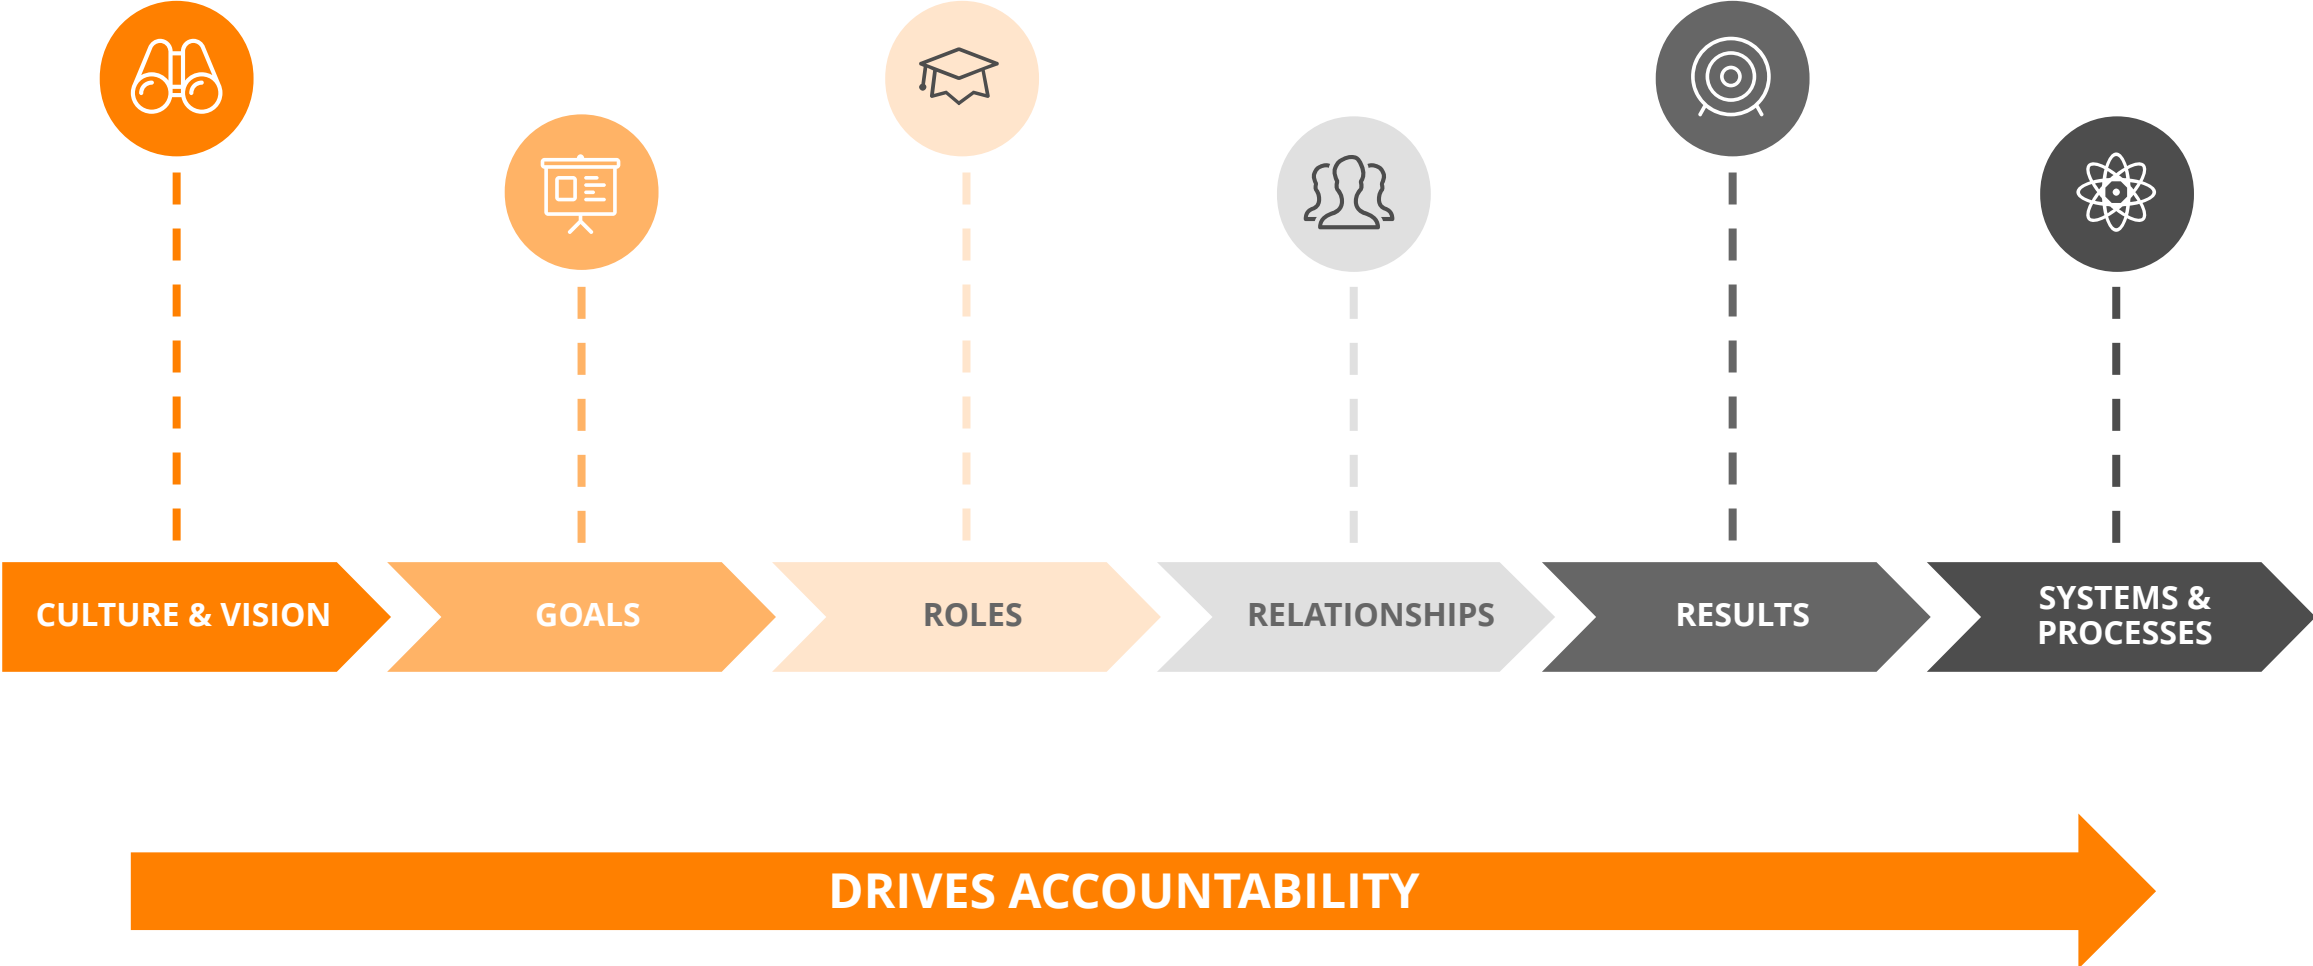 CULTURE & VISION
GOALS
ROLES
RELATIONSHIPS
RESULTS
SYSTEMS &
PROCESSES
DRIVES ACCOUNTABILITY